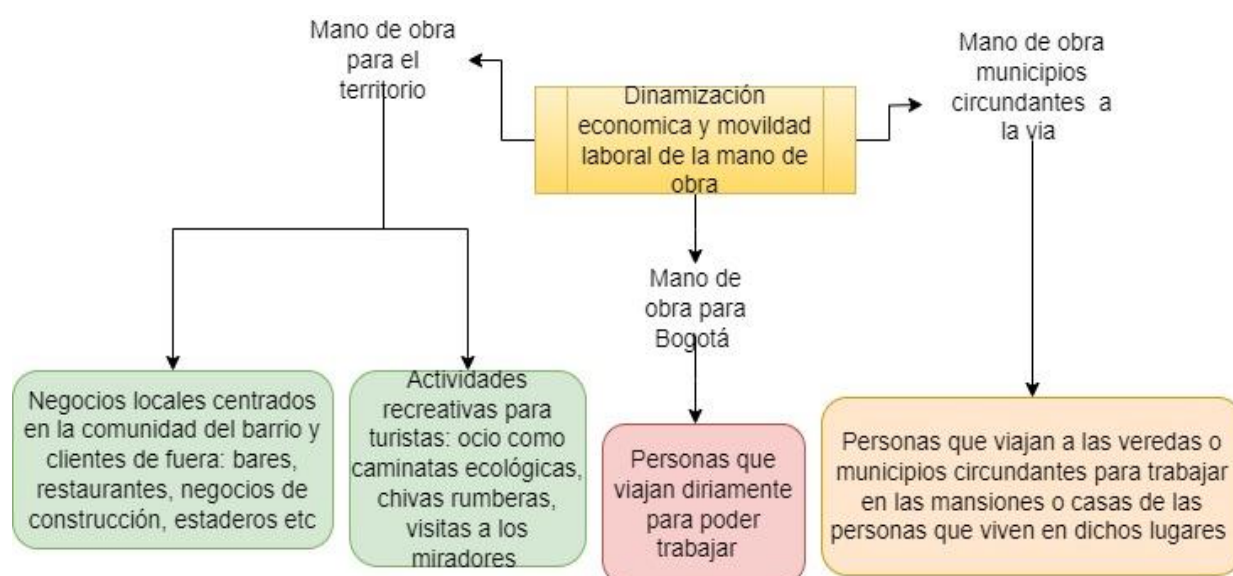 Mano de obra
para el
territorio
Dinamización
economica y movildad
laboral de la mano de
obra
Mano de obra
municipios
circundantes a
la via
Mano de
obra para
Bogotá
Negocios locales centrados
en la comunidad del barrio y
clientes de fuera: bares,
restaurantes, negocios de
construcción, estaderos etc
Actividades
recreativas para
turistas: ocio como
caminatas ecológicas,
chivas rumberas,
visitas a los
miradores
Personas que
viajan diriamente
para poder
trabajar
Personas que viajan a las veredas o
municipios circundantes para trabajar
en las mansiones o casas de las
personas que viven en dichos lugares